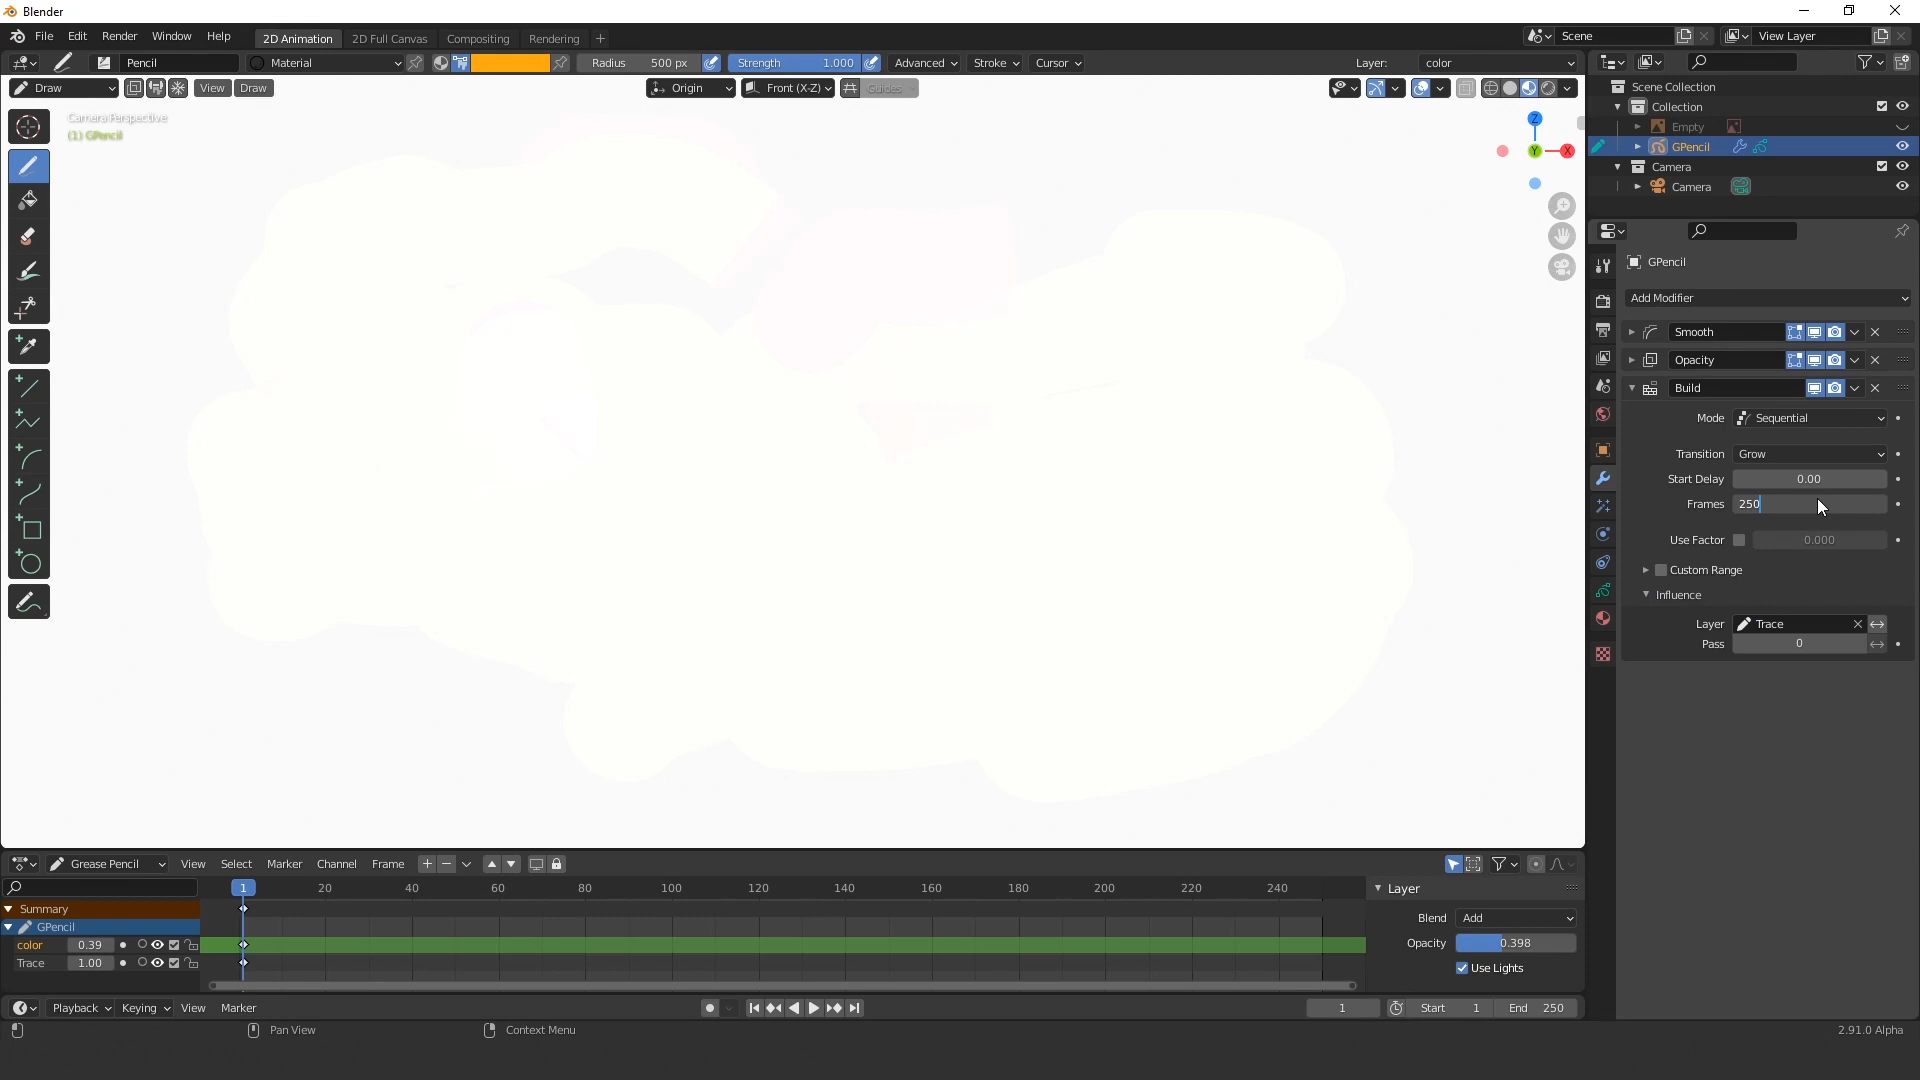 Blender
File Edit Render Window Help 2D Animation 2D Full Canvas Compositing Rendering + Scene View Layer
Pencil Material Radius 500 px Strength 1.000 Advanced Stroke Cursor Layer: color
Draw View Draw Origin Front (X-Z) Guides
Scene Collection
Collection
Empty
GPencil
Camera
Camera
Camera Perspective
(1) GPencil
Z
Y
X
GPencil
Add Modifier
Smooth
Opacity
Build
Mode Sequential
Transition Grow
Start Delay 0.00
Frames 250
Use Factor 0.000
Custom Range
Influence
Layer Trace
Pass 0
Grease Pencil View Select Marker Channel Frame
1 20 40 60 80 100 120 140 160 180 200 220 240
Summary
GPencil
color 0.39
Trace 1.00
Layer
Blend Add
Opacity 0.398
Use Lights
Playback Keying View Marker 1 Start 1 End 250
Pan View Context Menu 2.91.0 Alpha